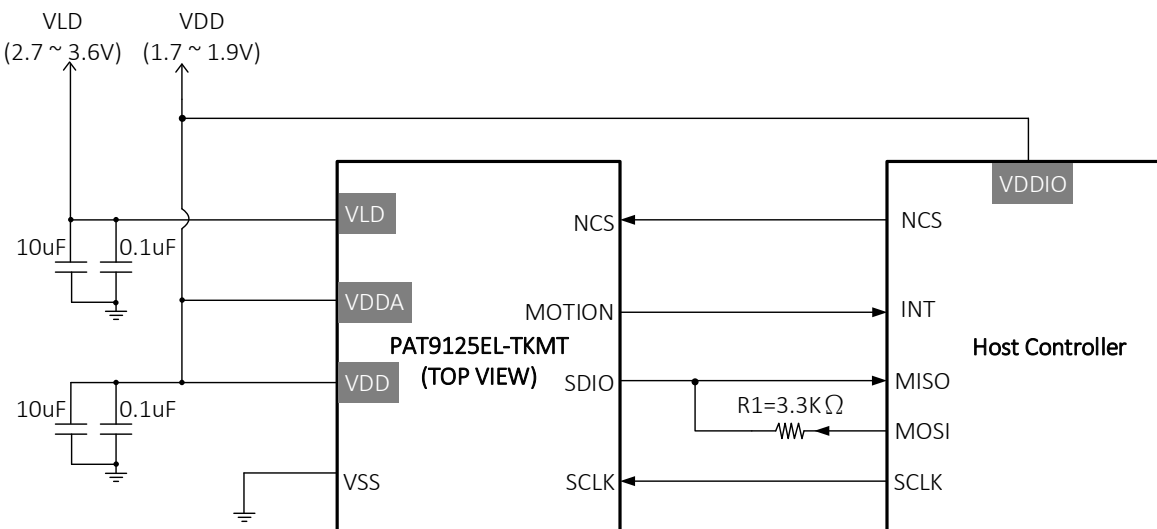 VLD VDD
(2.7 ~ 3.6V) (1.7 ~ 1.9V)
VDDIO
VLD NCS NCS
10uF 0.1uF
VDDA MOTION INT
PAT9125EL-TKMT
(TOP VIEW)
Host Controller
VDD SDIO MISO
10uF 0.1uF R1=3.3KΩ
MOSI
VSS SCLK SCLK